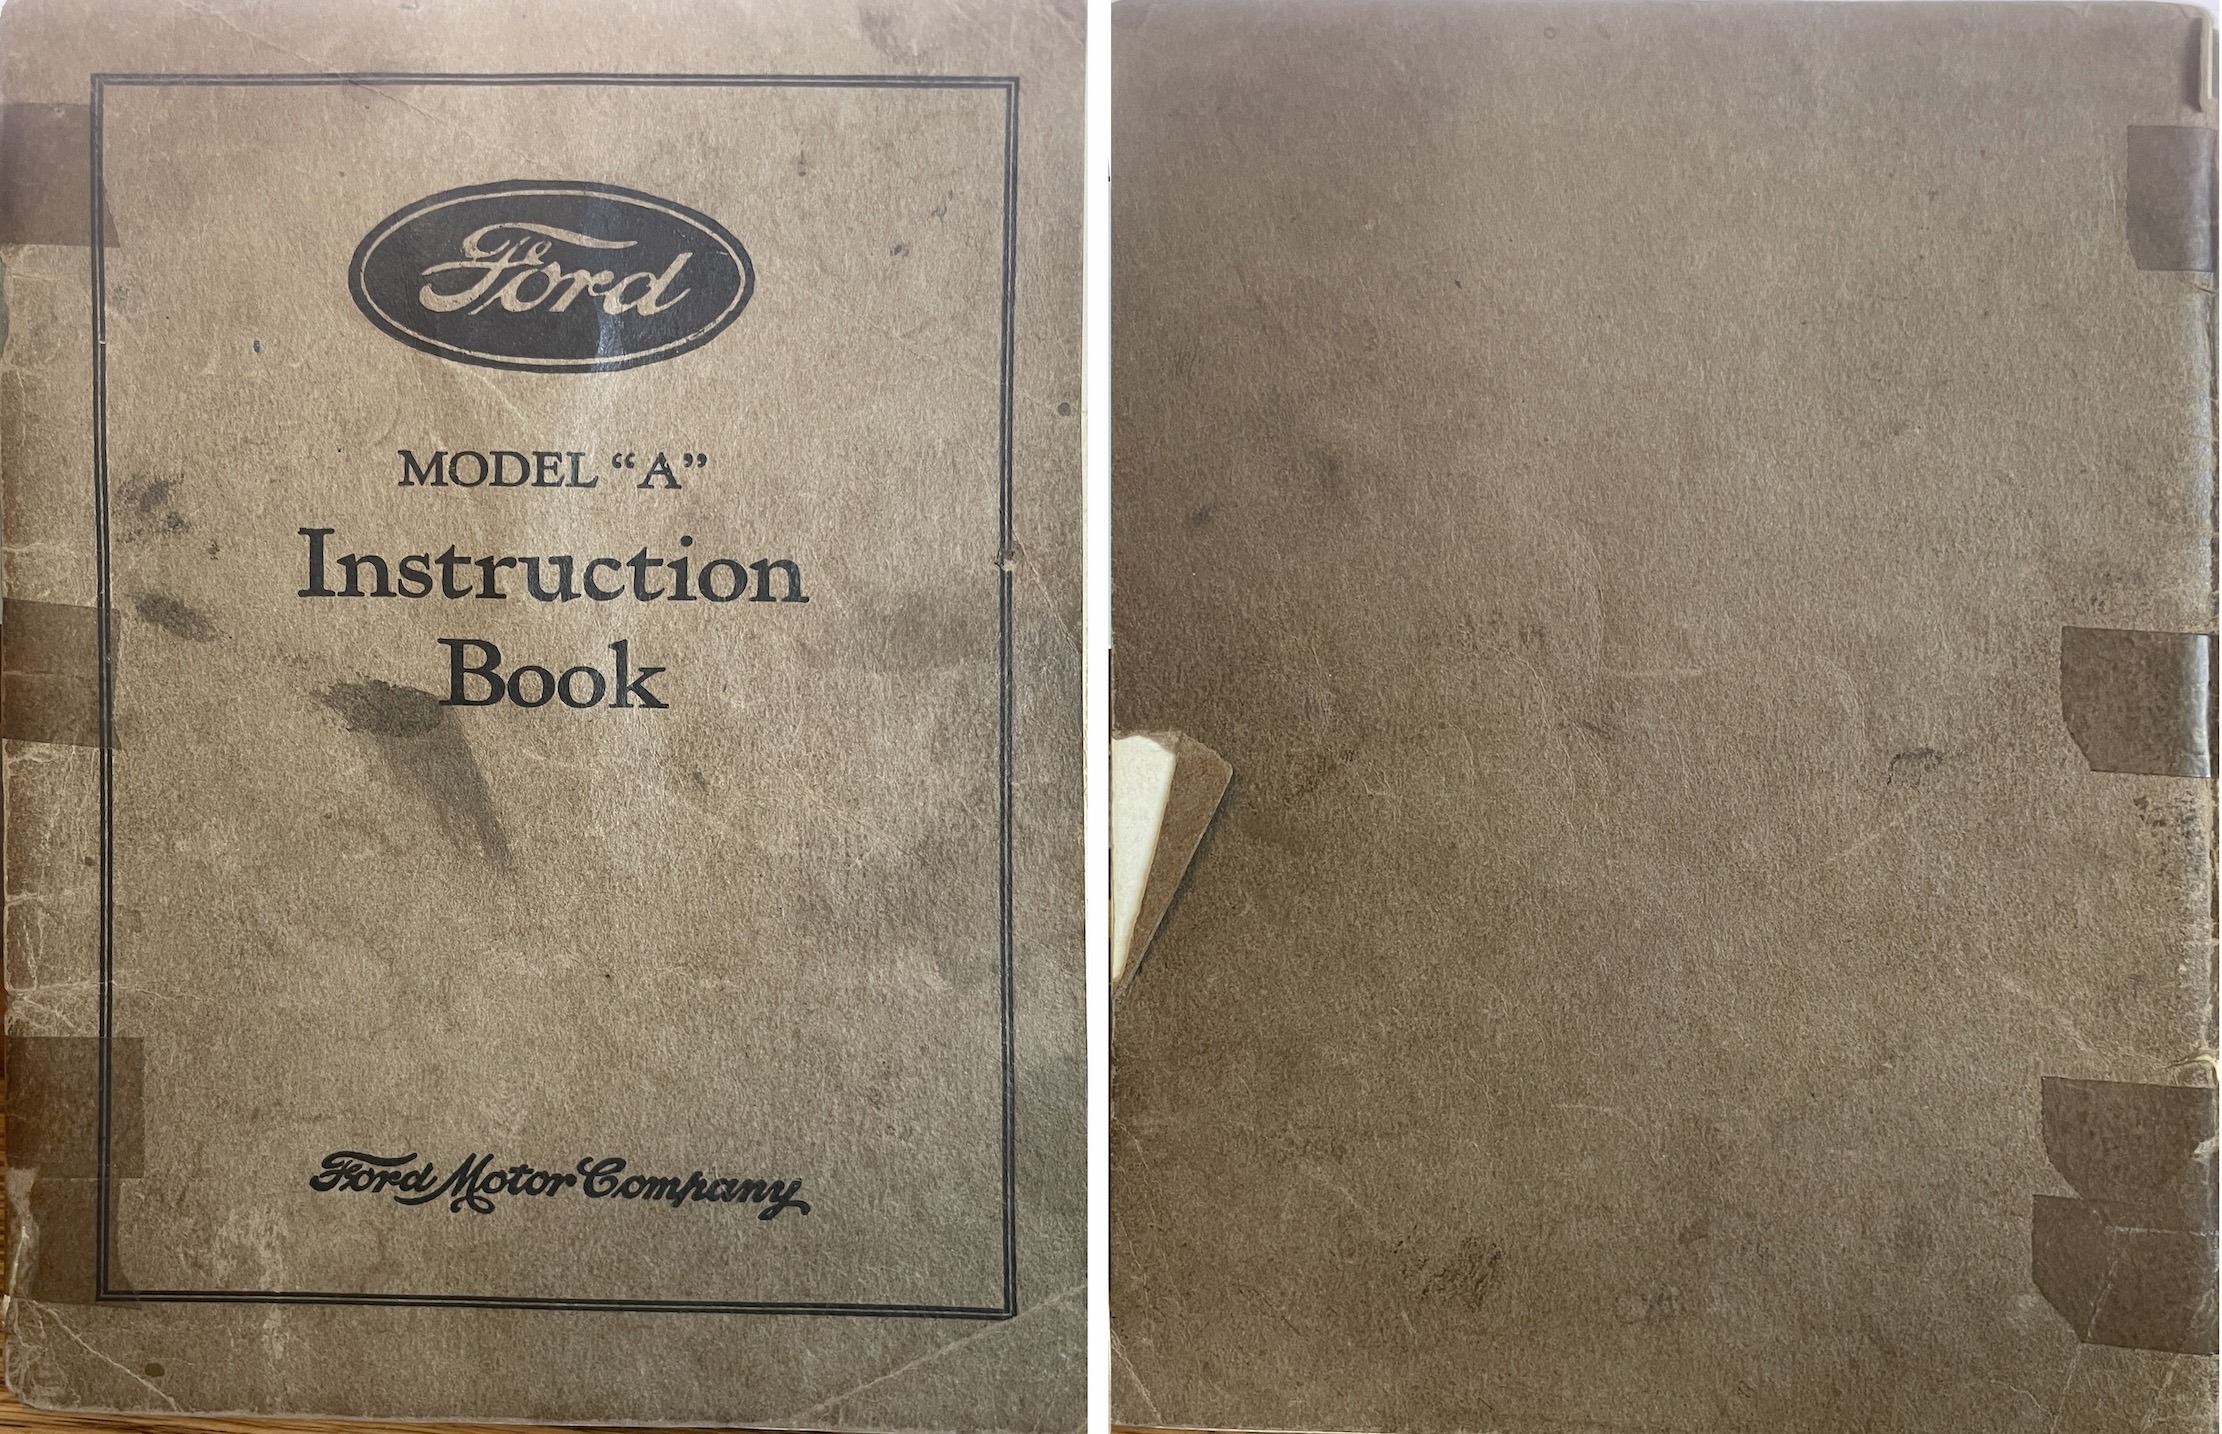 Ford
MODEL “A”
Instruction
Book
Ford Motor Company